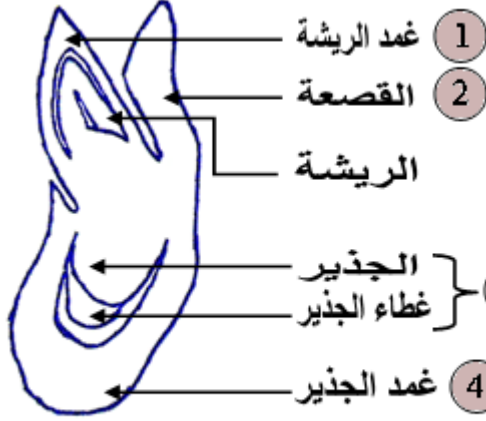 1 غمد الريشة
2 القصعة
الريشة
الجذير
غطاء الجذير
4 غمد الجذير